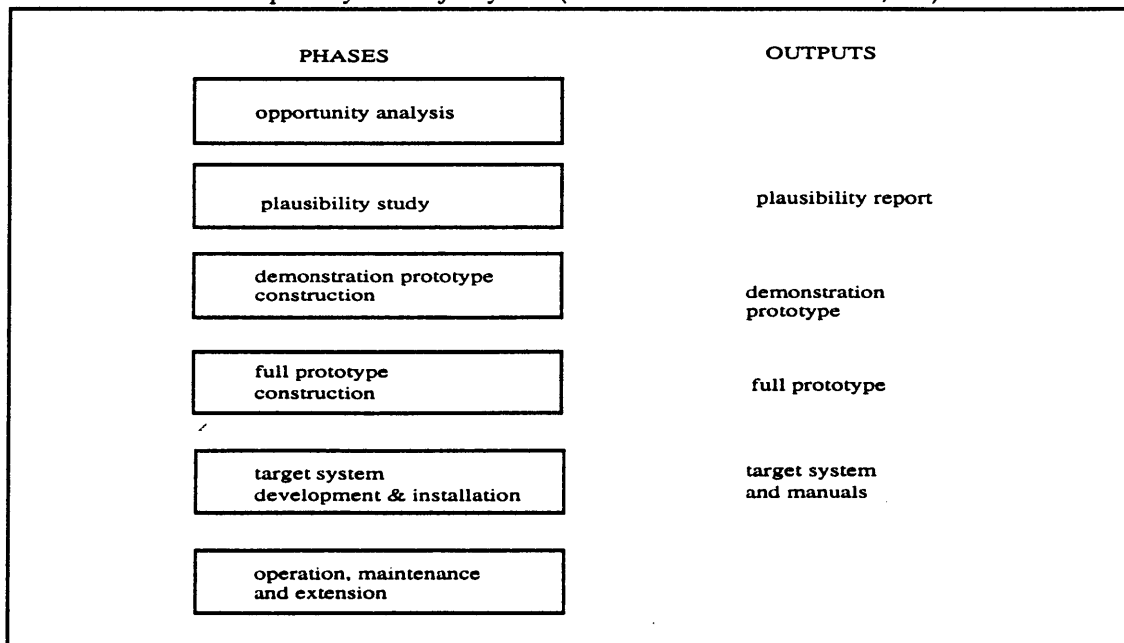 PHASES
OUTPUTS
opportunity analysis
plausibility study
plausibility report
demonstration prototype
construction
demonstration
prototype
full prototype
construction
full prototype
target system
development & installation
target system
and manuals
operation, maintenance
and extension